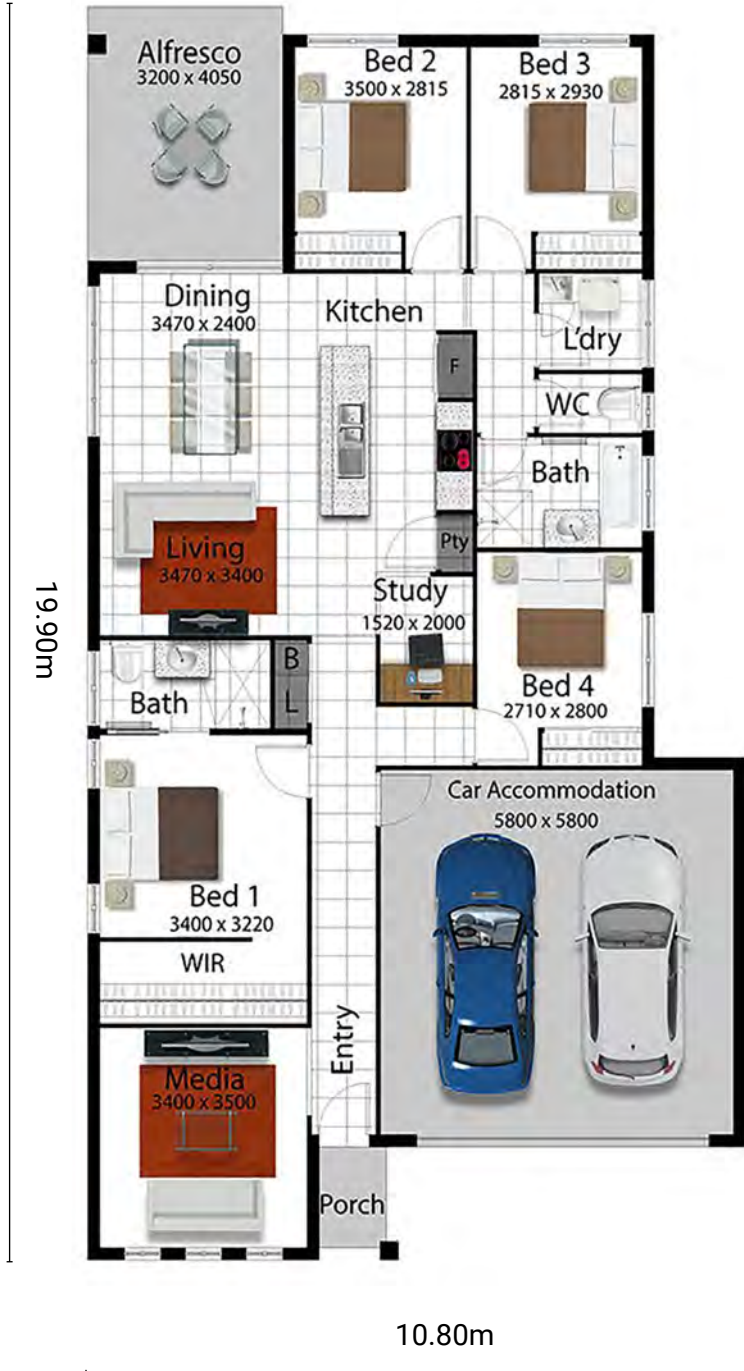 Alfresco
3200 x 4050
Bed 2
3500 x 2815
Bed 3
2815 x 2930
Dining
3470 x 2400
Kitchen
L'dry
F
WC
Bath
Living
3470 x 3400
Pty
Study
1520 x 2000
19.90m
B
L
Bath
Bed 4
2710 x 2800
Car Accommodation
5800 x 5800
Bed 1
3400 x 3220
WIR
Entry
Media
3400 x 3500
Porch
10.80m